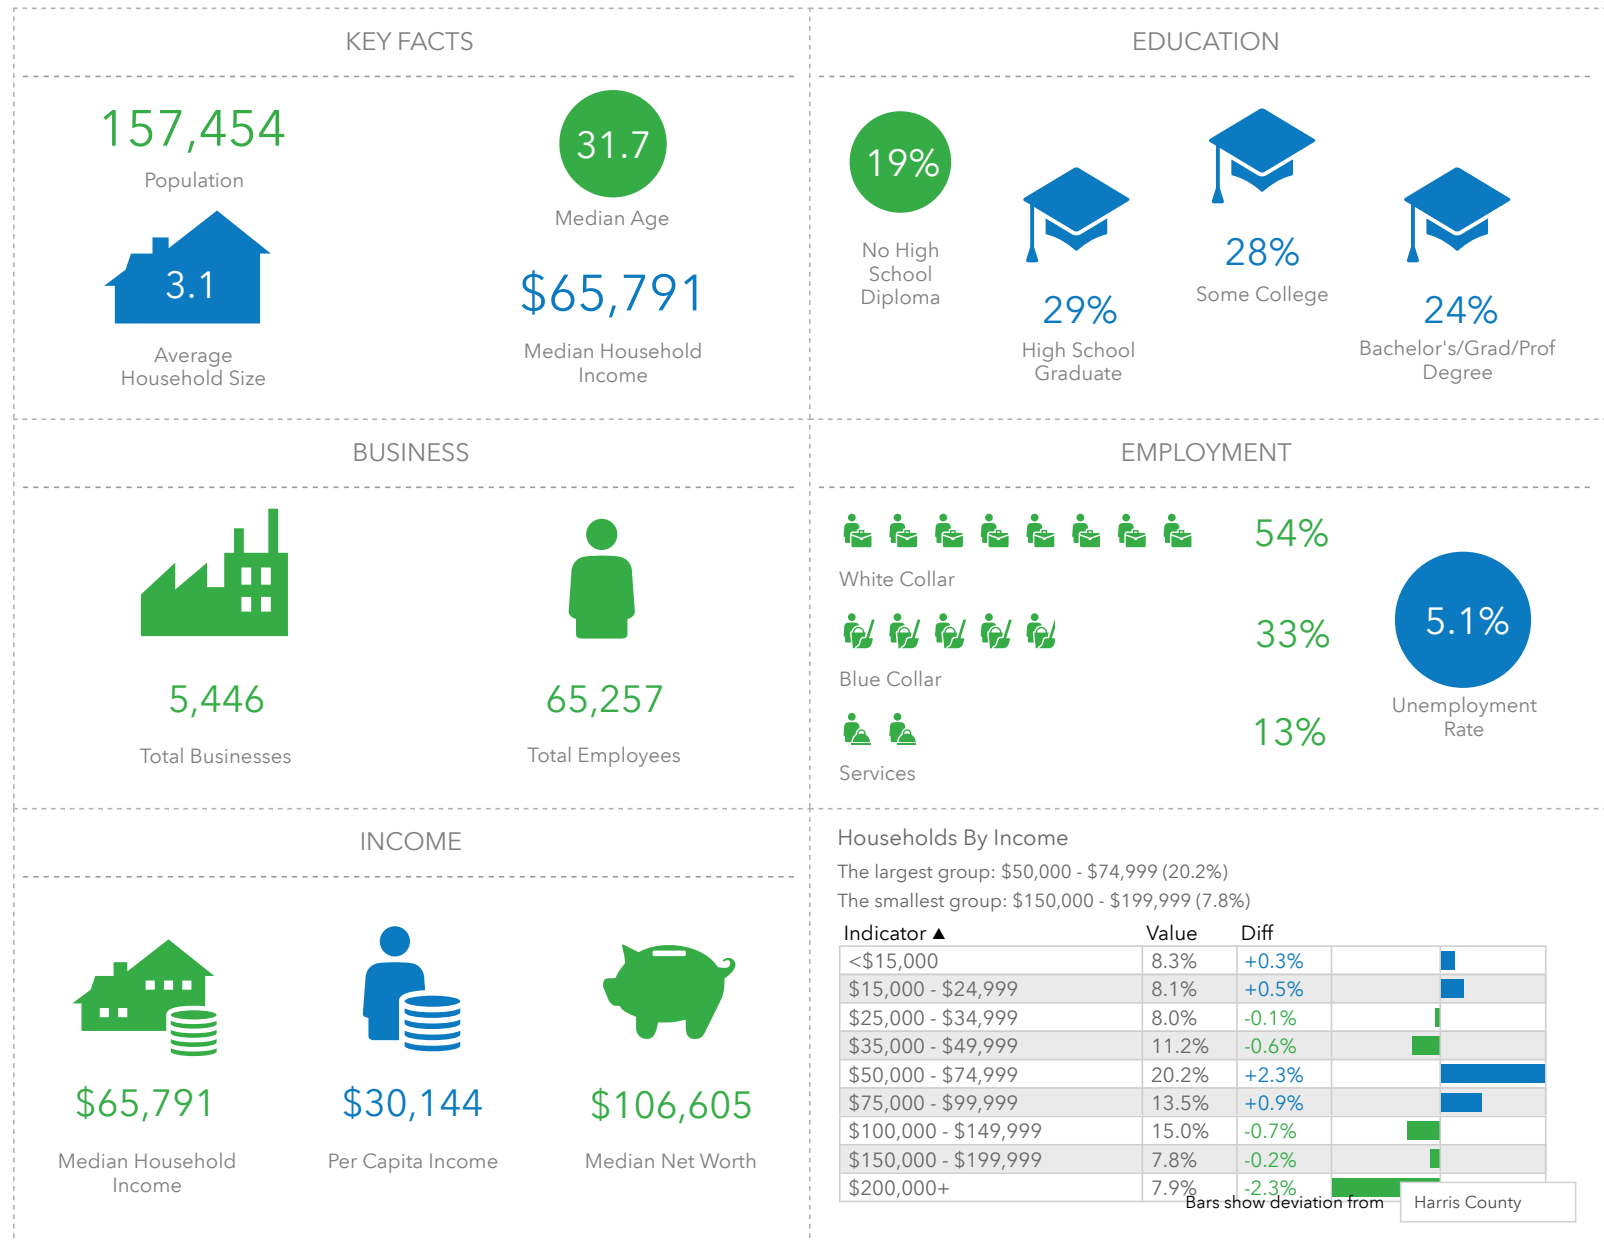 KEY FACTS
157,454
Population
31.7
Median Age
3.1
Average
Household Size
$65,791
Median Household
Income
EDUCATION
19%
No High
School
Diploma
29%
High School
Graduate
28%
Some College
24%
Bachelor's/Grad/Prof
Degree
BUSINESS
5,446
Total Businesses
65,257
Total Employees
EMPLOYMENT
54%
White Collar
33%
Blue Collar
13%
Services
5.1%
Unemployment
Rate
INCOME
$65,791
Median Household
Income
$30,144
Per Capita Income
$106,605
Median Net Worth
Households By Income
The largest group: $50,000 - $74,999 (20.2%)
The smallest group: $150,000 - $199,999 (7.8%)
Indicator ▲ Value Diff
<$15,000 8.3% +0.3%
$15,000 - $24,999 8.1% +0.5%
$25,000 - $34,999 8.0% -0.1%
$35,000 - $49,999 11.2% -0.6%
$50,000 - $74,999 20.2% +2.3%
$75,000 - $99,999 13.5% +0.9%
$100,000 - $149,999 15.0% -0.7%
$150,000 - $199,999 7.8% -0.2%
$200,000+ 7.9% -2.3%
Bars show deviation from Harris County